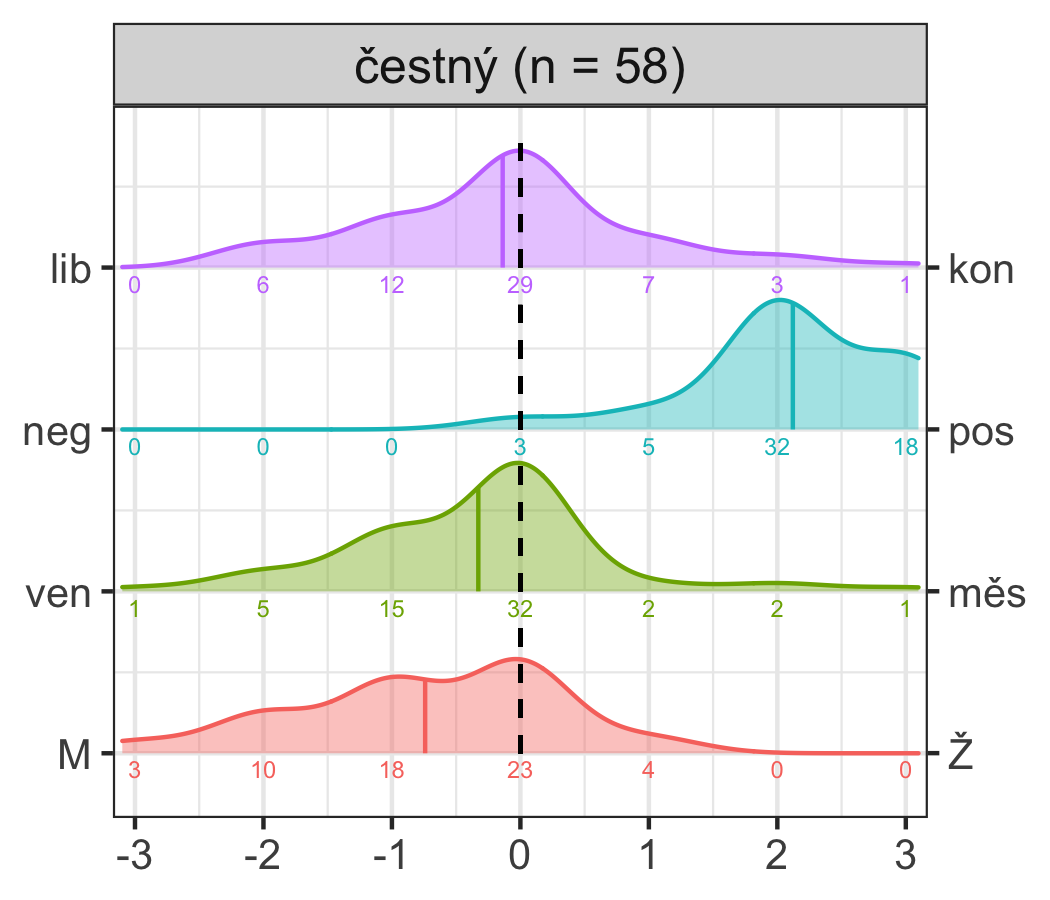 čestný (n = 58)
lib kon
0 6 12 29 7 3 1
neg pos
0 0 0 3 5 32 18
ven měs
1 5 15 32 2 2 1
M Ž
3 10 18 23 4 0 0
-3 -2 -1 0 1 2 3